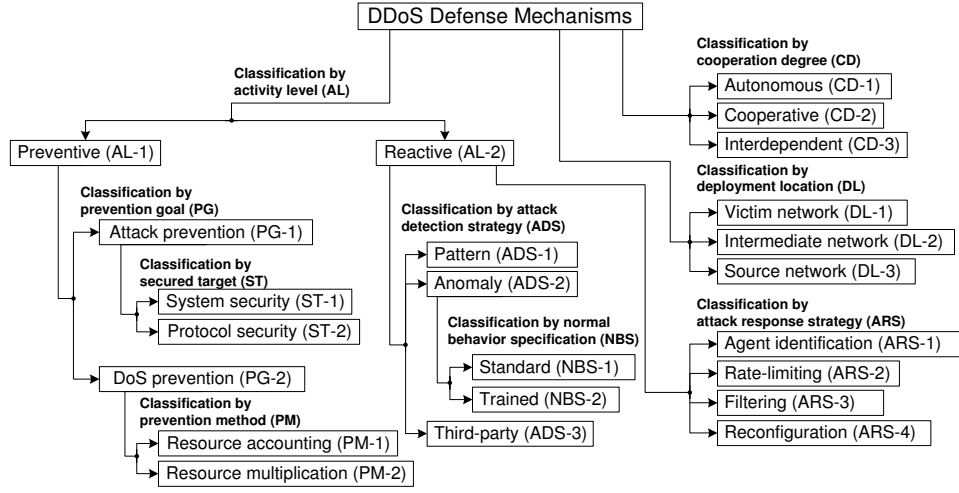 DDoS Defense Mechanisms
Classification by
activity level (AL)
Preventive (AL-1)
Classification by
prevention goal (PG)
Attack prevention (PG-1)
Classification by
secured target (ST)
System security (ST-1)
Protocol security (ST-2)
DoS prevention (PG-2)
Classification by
prevention method (PM)
Resource accounting (PM-1)
Resource multiplication (PM-2)
Reactive (AL-2)
Classification by attack
detection strategy (ADS)
Pattern (ADS-1)
Anomaly (ADS-2)
Classification by normal
behavior specification (NBS)
Standard (NBS-1)
Trained (NBS-2)
Third-party (ADS-3)
Classification by
cooperation degree (CD)
Autonomous (CD-1)
Cooperative (CD-2)
Interdependent (CD-3)
Classification by
deployment location (DL)
Victim network (DL-1)
Intermediate network (DL-2)
Source network (DL-3)
Classification by
attack response strategy (ARS)
Agent identification (ARS-1)
Rate-limiting (ARS-2)
Filtering (ARS-3)
Reconfiguration (ARS-4)